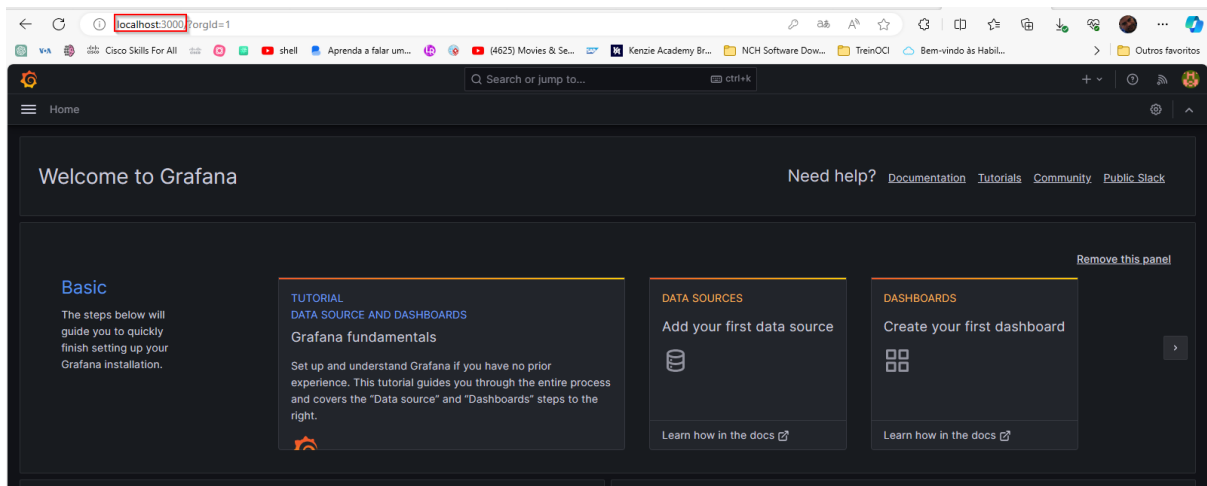 localhost:3000/?orgId=1
Cisco Skills For All
shell
Aprenda a falar um...
(4625) Movies & Se...
Kenzie Academy Br...
NCH Software Dow...
TreinOCI
Bem-vindo às Habil...
Outros favoritos
Search or jump to...
ctrl+k
Home
Welcome to Grafana
Need help?
Documentation
Tutorials
Community
Public Slack
Remove this panel
Basic
The steps below will
guide you to quickly
finish setting up your
Grafana installation.
TUTORIAL
DATA SOURCE AND DASHBOARDS
Grafana fundamentals
Set up and understand Grafana if you have no prior
experience. This tutorial guides you through the entire process
and covers the “Data source” and “Dashboards” steps to the
right.
DATA SOURCES
Add your first data source
Learn how in the docs
DASHBOARDS
Create your first dashboard
Learn how in the docs